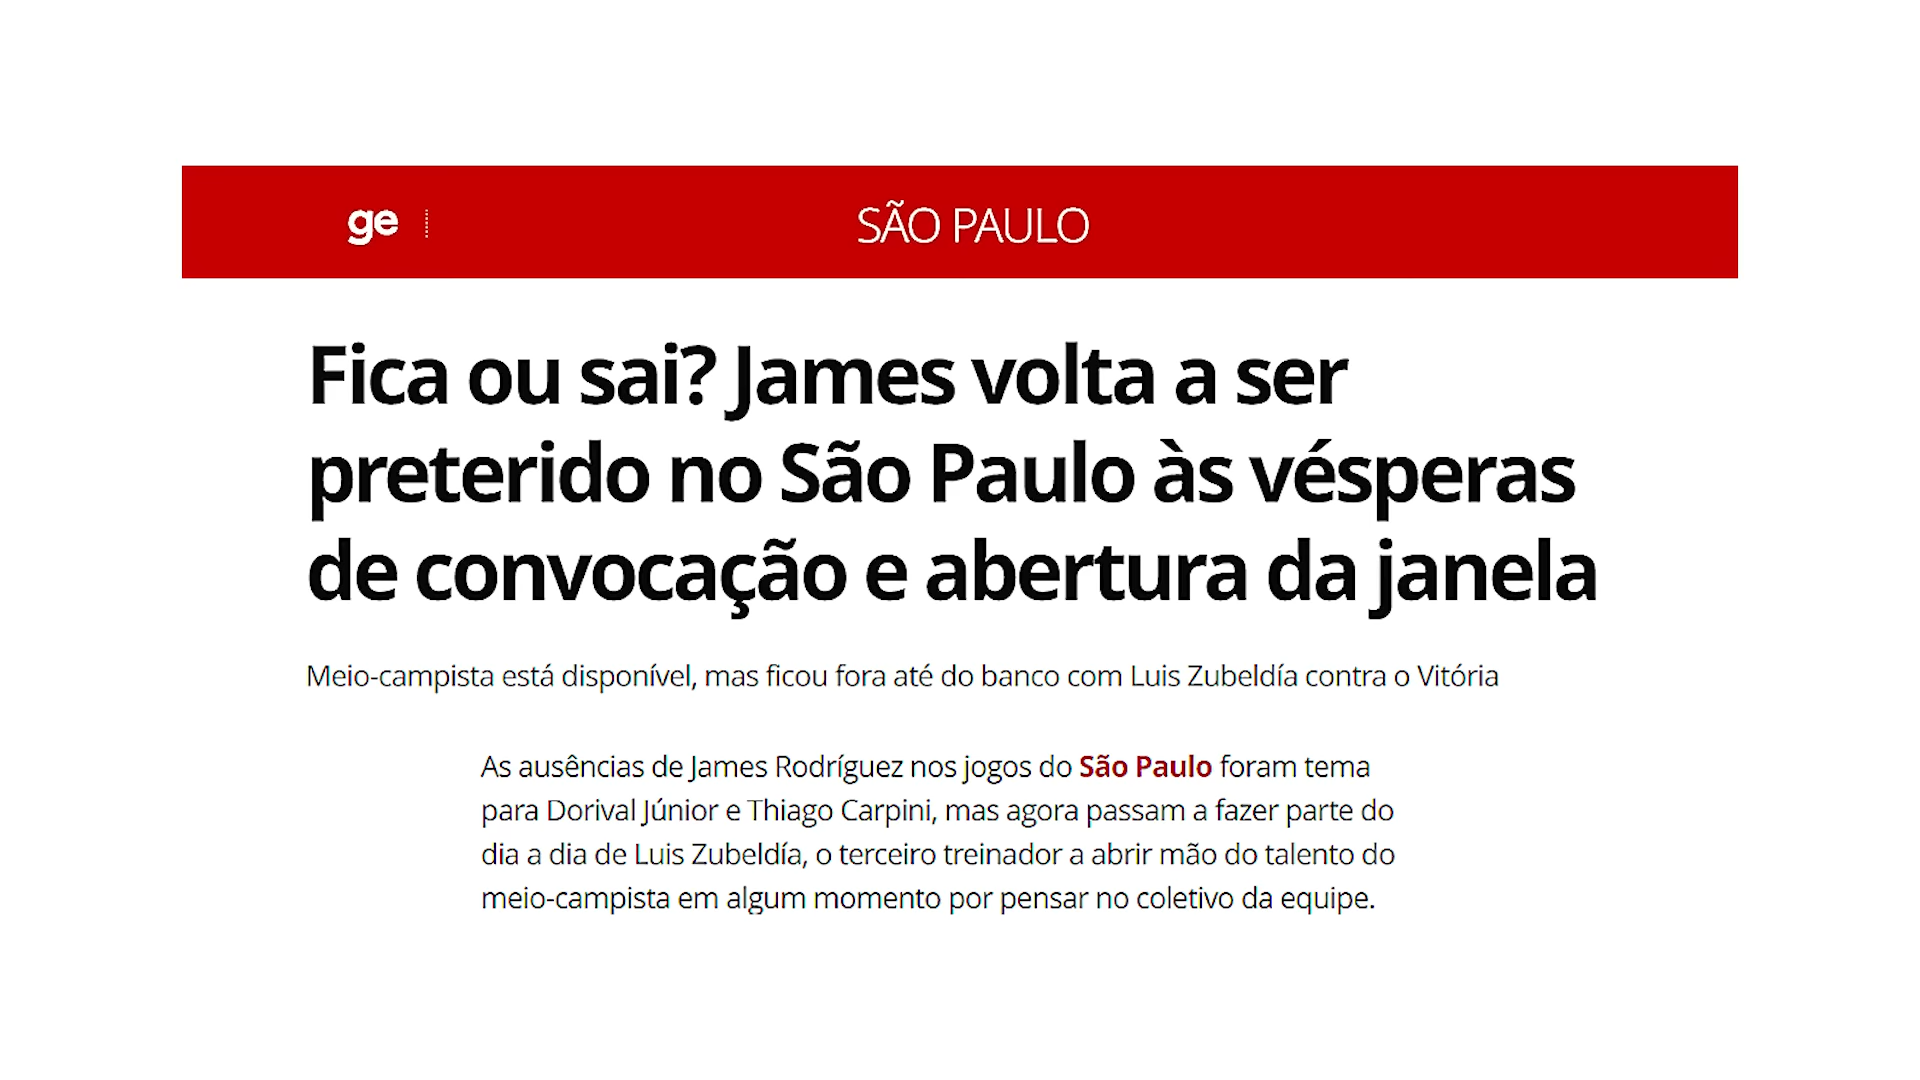 ge
SÃO PAULO
Fica ou sai? James volta a ser
preterido no São Paulo às vésperas
de convocação e abertura da janela
Meio-campista está disponível, mas ficou fora até do banco com Luis Zubeldía contra o Vitória
As ausências de James Rodríguez nos jogos do São Paulo foram tema
para Dorival Júnior e Thiago Carpini, mas agora passam a fazer parte do
dia a dia de Luis Zubeldía, o terceiro treinador a abrir mão do talento do
meio-campista em algum momento por pensar no coletivo da equipe.